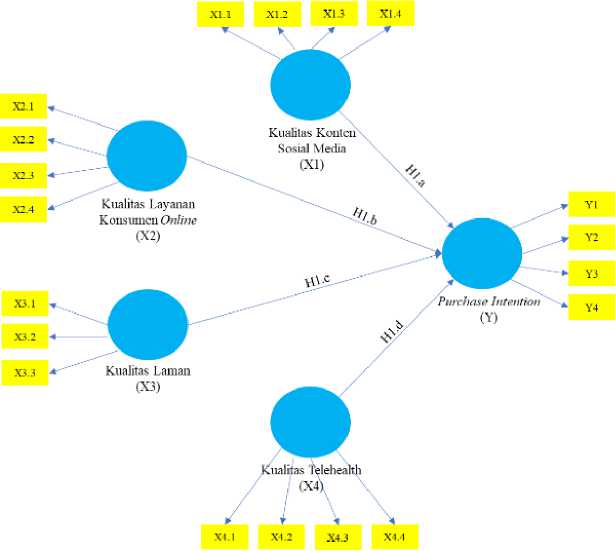 X1.1
X1.2
X1.3
X1.4
Kualitas Konten
Sosial Media
(X1)
H1.a
X2.1
X2.2
X2.3
X2.4
Kualitas Layanan
Konsumen Online
(X2)
H1.b
Y1
Y2
Y3
Y4
Purchase Intention
(Y)
H1.c
X3.1
X3.2
X3.3
Kualitas Laman
(X3)
H1.d
Kualitas Telehealth
(X4)
X4.1
X4.2
X4.3
X4.4